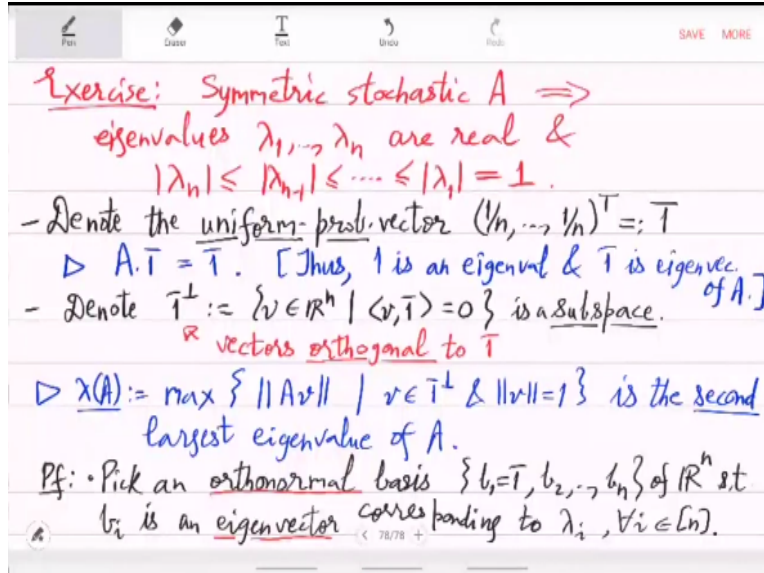 Pen Eraser Text Undo Redo SAVE MORE
Exercise: Symmetric stochastic A ⟹
eigenvalues λ₁,..,λₙ are real &
|λₙ| ≤ |λₙ₋₁| ≤ ···· ≤ |λ₁| = 1.
- Denote the uniform-prob. vector (1/n, ..., 1/n)ᵀ =: 1̄
▷ A.1̄ = 1̄. [Thus, 1 is an eigenval & 1̄ is eigenvec. of A.]
- Denote 1̄^⊥ := {v ∈ ℝⁿ | ⟨v, 1̄⟩ = 0} is a subspace.
vectors orthogonal to 1̄
▷ λ(A) := max {||Av|| | v ∈ 1̄^⊥ & ||v|| = 1} is the second
largest eigenvalue of A.
Pf: • Pick an orthonormal basis {b₁=1̄, b₂, .., bₙ} of ℝⁿ s.t
bᵢ is an eigenvector corresponding to λᵢ, ∀i ∈ [n].
< 78/78 +